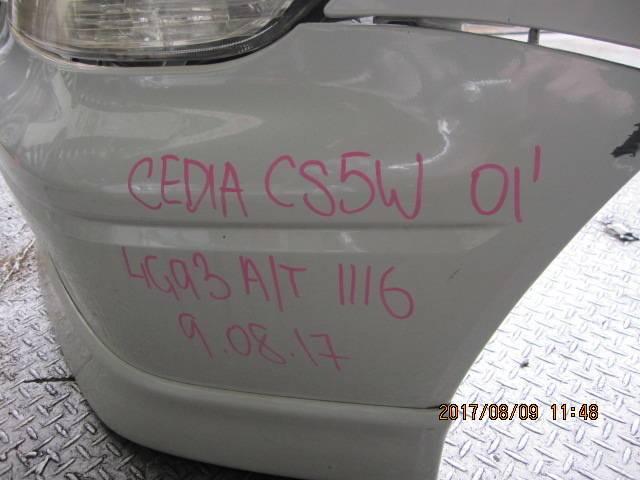 CEDIA CS5W 01'
4G93 A/T 1116
9.08.17
2017/08/09 11:48